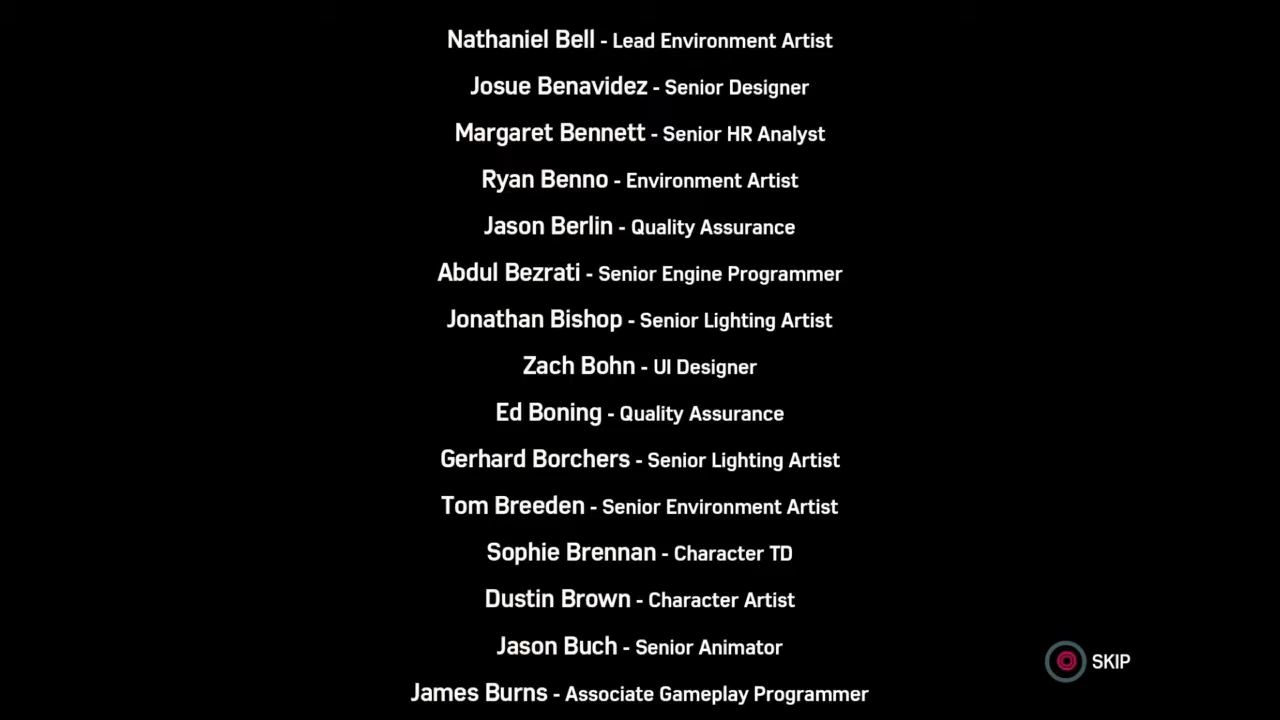 Nathaniel Bell - Lead Environment Artist
Josue Benavidez - Senior Designer
Margaret Bennett - Senior HR Analyst
Ryan Benno - Environment Artist
Jason Berlin - Quality Assurance
Abdul Bezrati - Senior Engine Programmer
Jonathan Bishop - Senior Lighting Artist
Zach Bohn - UI Designer
Ed Boning - Quality Assurance
Gerhard Borchers - Senior Lighting Artist
Tom Breeden - Senior Environment Artist
Sophie Brennan - Character TD
Dustin Brown - Character Artist
Jason Buch - Senior Animator
SKIP
James Burns - Associate Gameplay Programmer